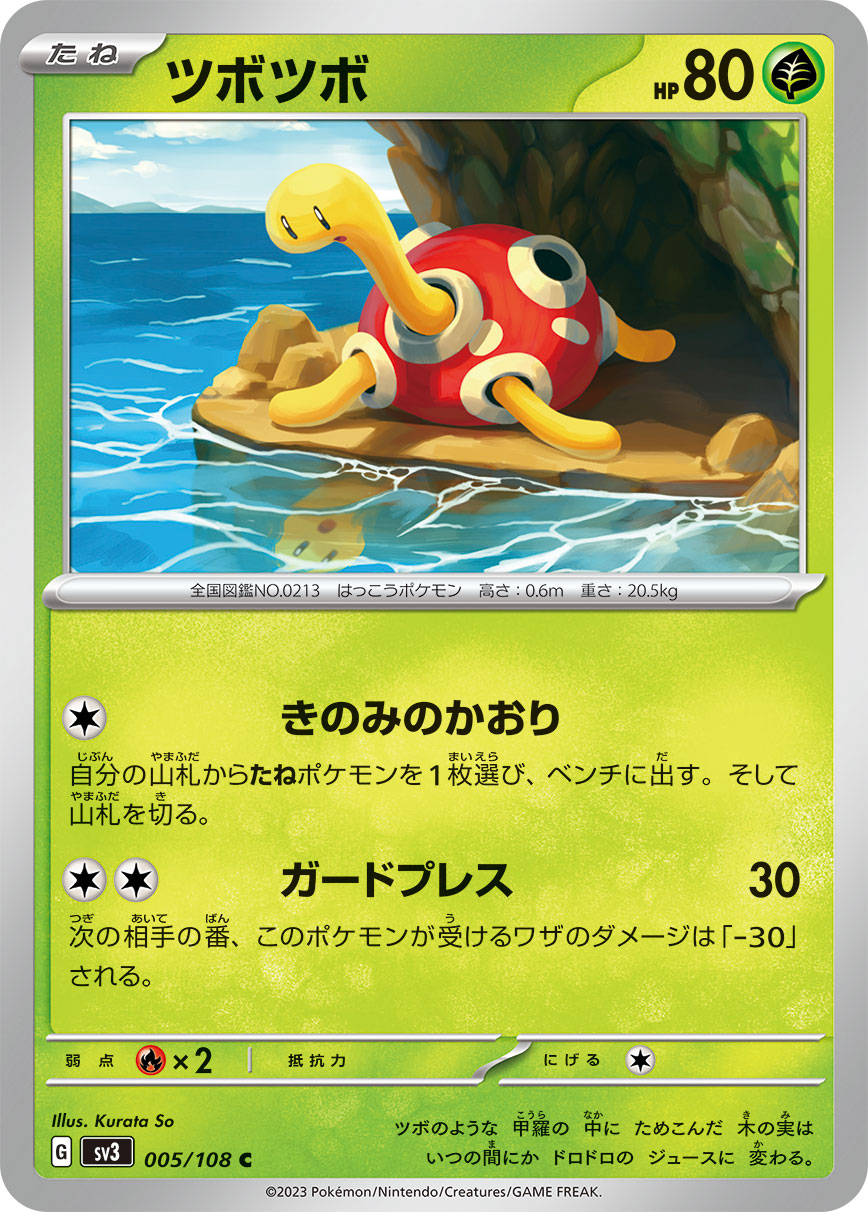 たね
ツボツボ
HP80
全国図鑑NO.0213 はっこうポケモン 高さ:0.6m 重さ:20.5kg
きのみのかおり
自分の山札からたねポケモンを1枚選び、ベンチに出す。そして
山札を切る。
ガードプレス 30
次の相手の番、このポケモンが受けるワザのダメージは「-30」
される。
弱点 ×2 抵抗力 にげる
Illus. Kurata So
G sv3 005/108 C
ツボのような 甲羅の 中に ためこんだ 木の実は
いつの間にか ドロドロの ジュースに 変わる。
©2023 Pokémon/Nintendo/Creatures/GAME FREAK.